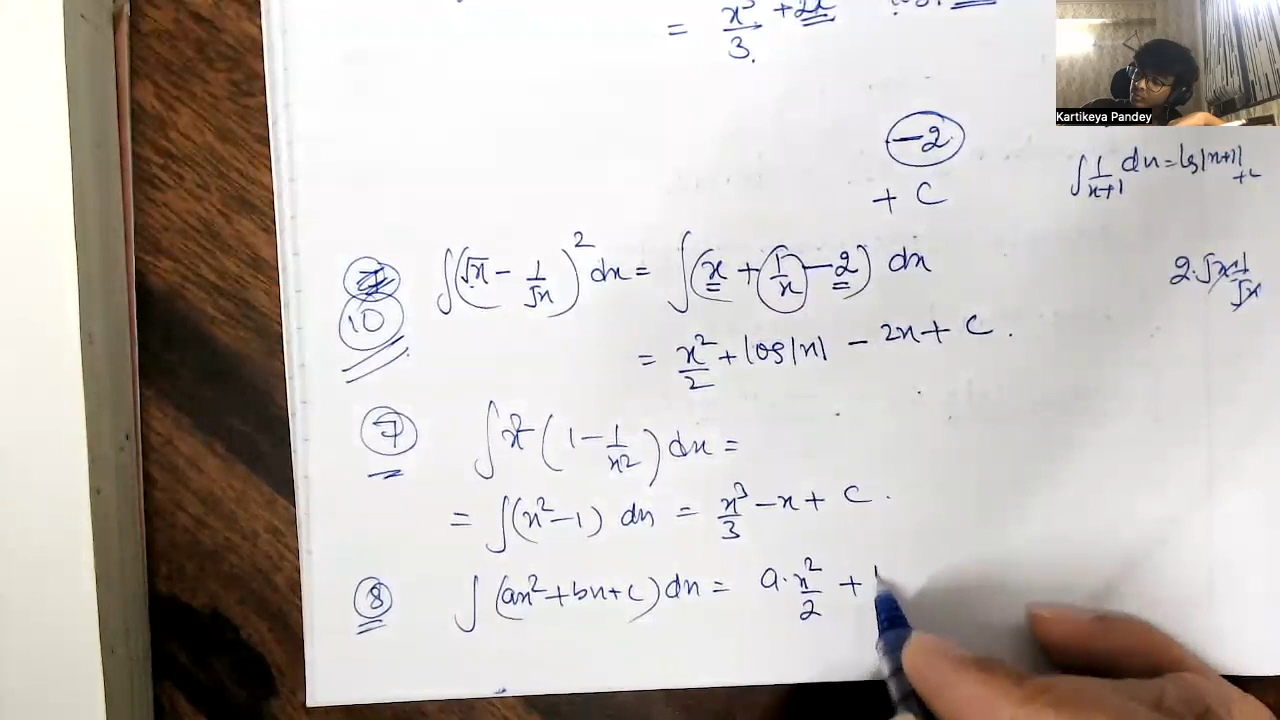 = x³/3 + 2x
Kartikeya Pandey
-2
+ C
∫ 1/(x+1) dx = log|x+1| + c
10 ∫(√x - 1/√x)² dx = ∫(x + 1/x - 2) dx
2·√x·1/√x
= x²/2 + log|x| - 2x + C.
7 ∫x²(1 - 1/x²) dx =
= ∫(x² - 1) dx = x³/3 - x + C.
8 ∫(ax² + bx + c) dx = a·x²/2 +